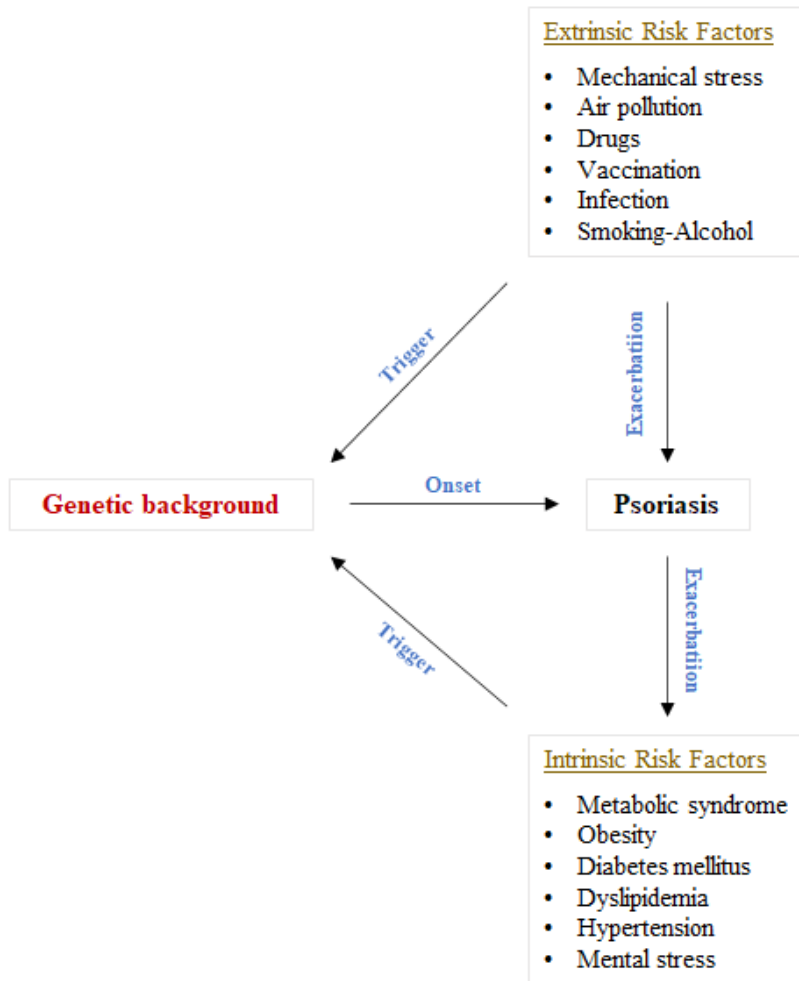 Extrinsic Risk Factors
• Mechanical stress
• Air pollution
• Drugs
• Vaccination
• Infection
• Smoking-Alcohol
Trigger
Exacerbatiion
Genetic background
Onset
Psoriasis
Trigger
Exacerbatiion
Intrinsic Risk Factors
• Metabolic syndrome
• Obesity
• Diabetes mellitus
• Dyslipidemia
• Hypertension
• Mental stress